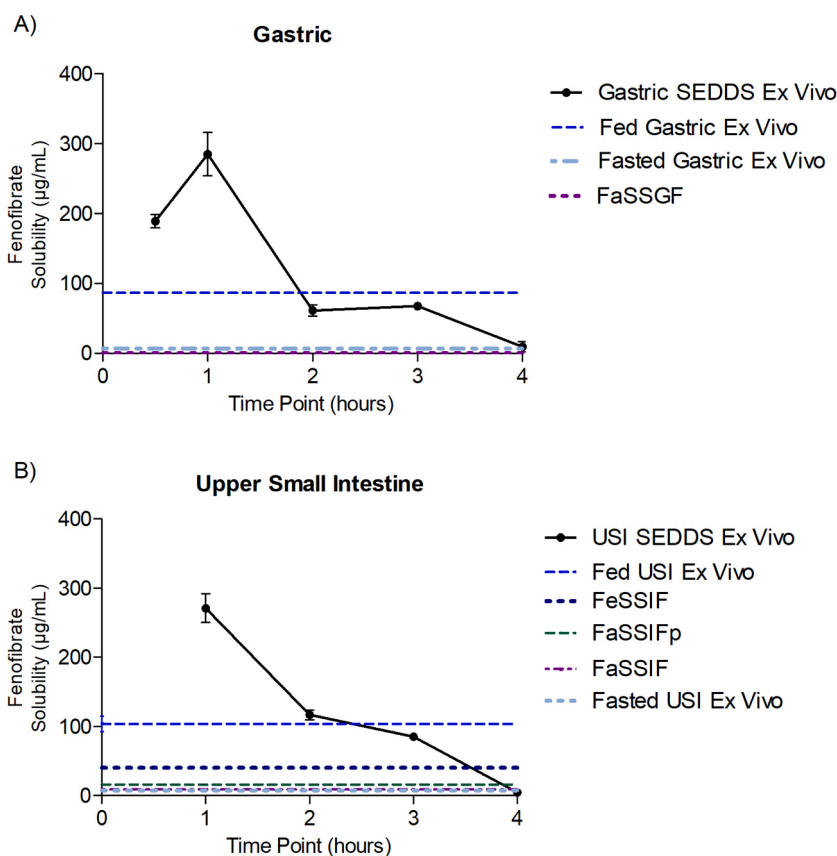 A)
Gastric
400
300
200
100
0
0
1
2
3
4
Fenofibrate
Solubility (µg/mL)
Time Point (hours)
Gastric SEDDS Ex Vivo
Fed Gastric Ex Vivo
Fasted Gastric Ex Vivo
FaSSGF
B)
Upper Small Intestine
400
300
200
100
0
0
1
2
3
4
Fenofibrate
Solubility (µg/mL)
Time Point (hours)
USI SEDDS Ex Vivo
Fed USI Ex Vivo
FeSSIF
FaSSIFp
FaSSIF
Fasted USI Ex Vivo